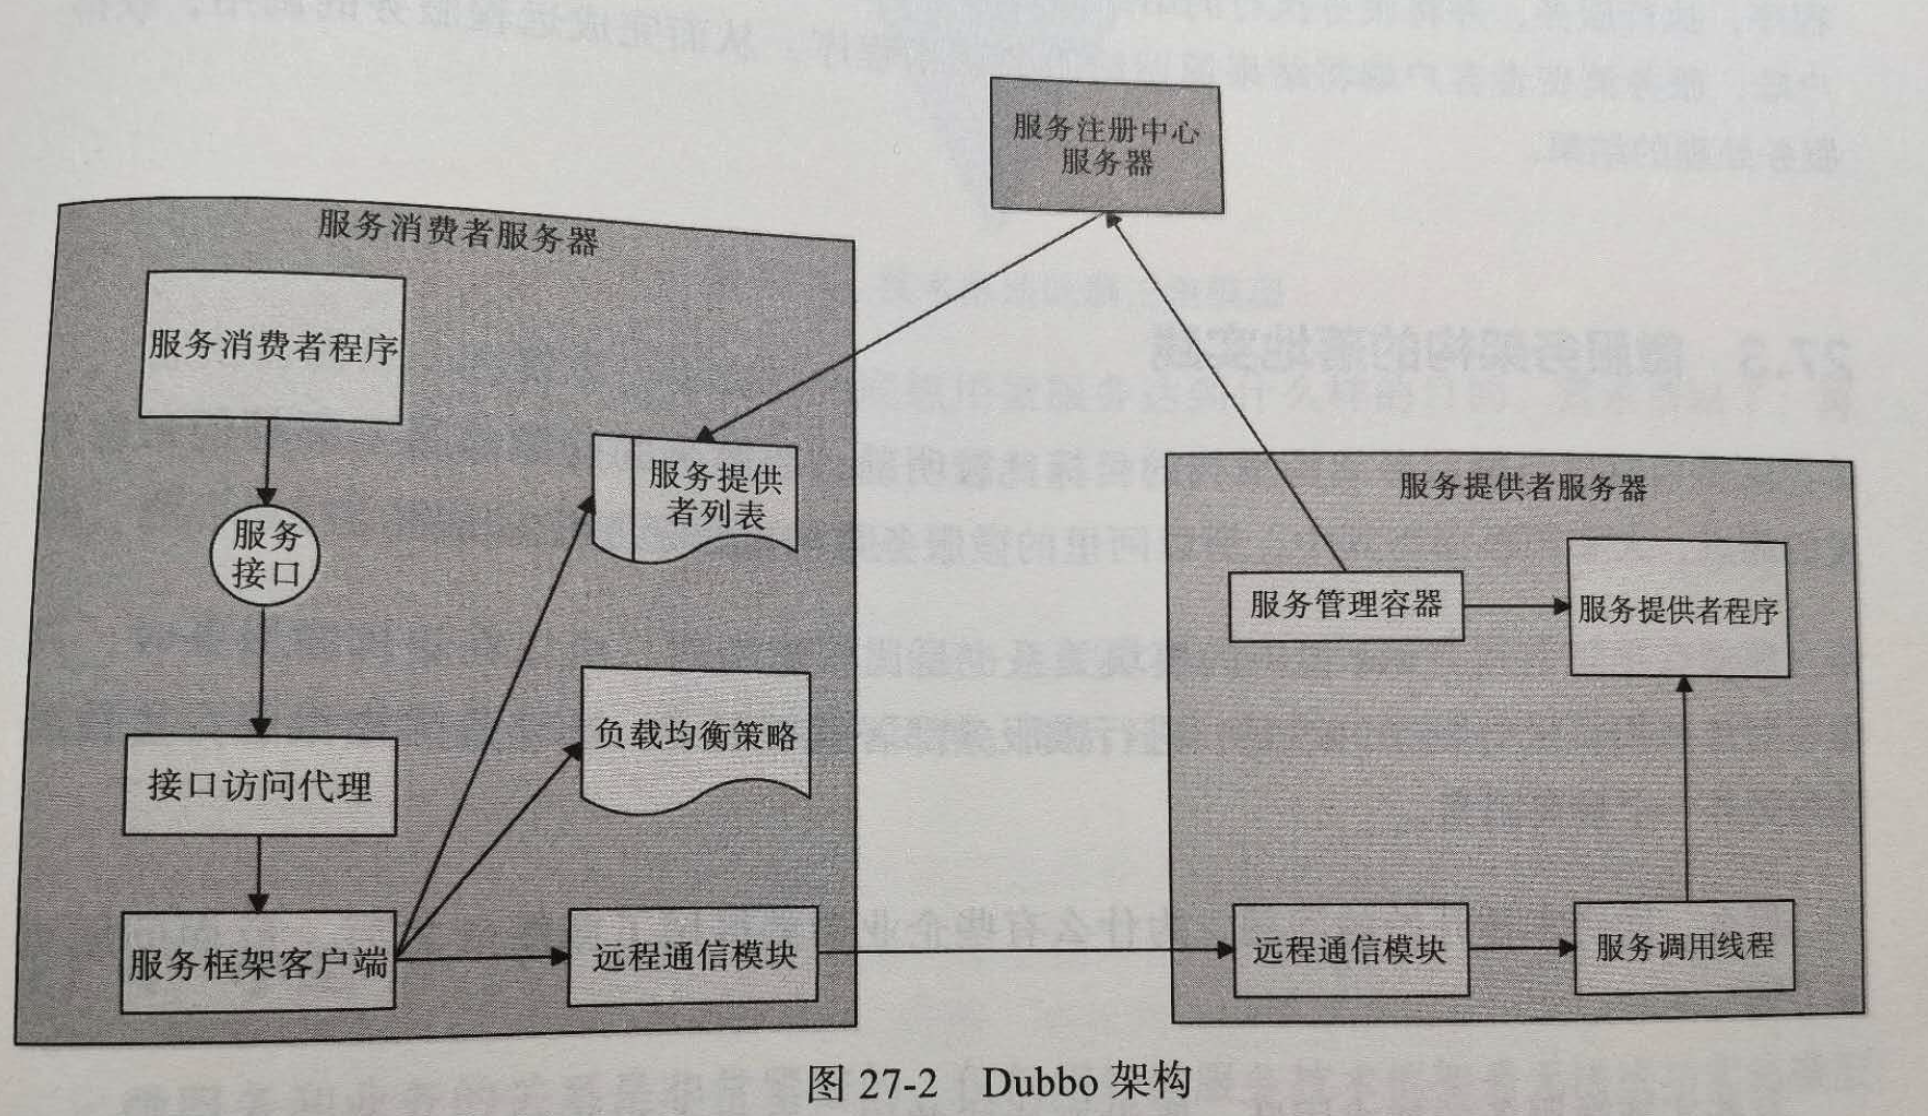 服务注册中心
服务器
服务消费者服务器
服务消费者程序
服务
接口
接口访问代理
服务框架客户端
服务提供
者列表
负载均衡策略
远程通信模块
服务提供者服务器
服务管理容器
服务提供者程序
远程通信模块
服务调用线程
图 27-2 Dubbo 架构